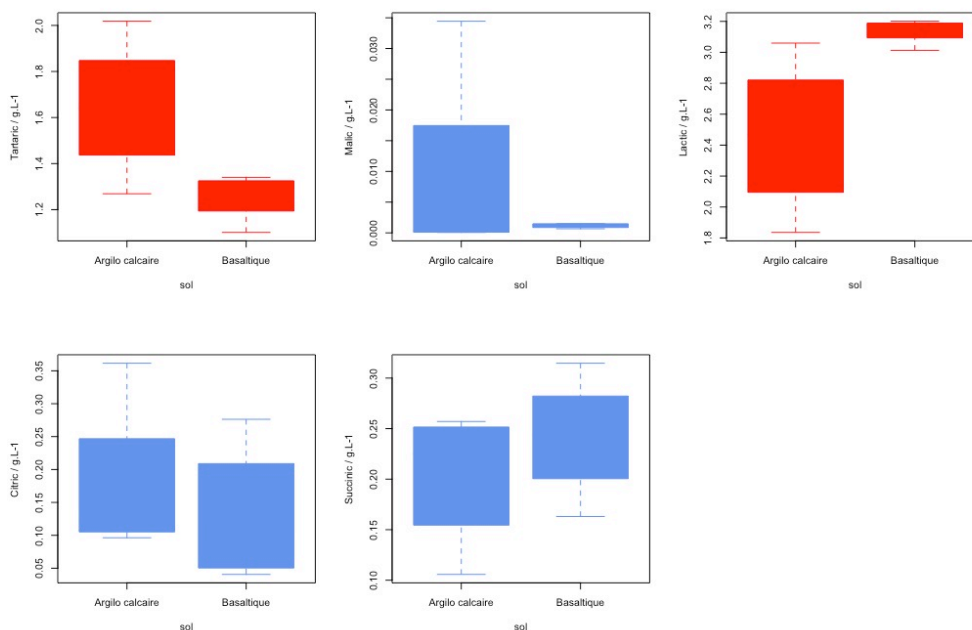 Tartaric / g.L-1
2.0
1.8
1.6
1.4
1.2
Argilo calcaire
Basaltique
sol
Malic / g.L-1
0.030
0.020
0.010
0.000
Argilo calcaire
Basaltique
sol
Lactic / g.L-1
3.2
3.0
2.8
2.6
2.4
2.2
2.0
1.8
Argilo calcaire
Basaltique
sol
Citric / g.L-1
0.35
0.30
0.25
0.20
0.15
0.10
0.05
Argilo calcaire
Basaltique
sol
Succinic / g.L-1
0.30
0.25
0.20
0.15
0.10
Argilo calcaire
Basaltique
sol